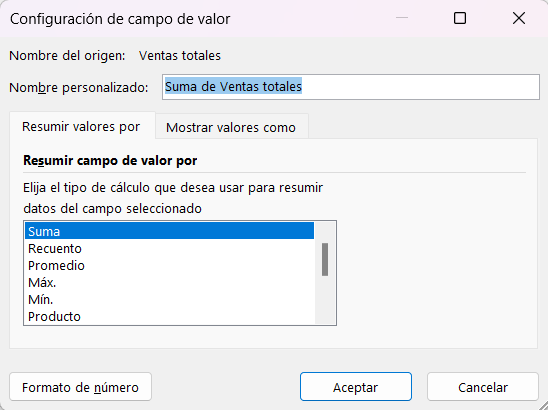 Configuración de campo de valor
Nombre del origen: Ventas totales
Nombre personalizado: Suma de Ventas totales
Resumir valores por Mostrar valores como
Resumir campo de valor por
Elija el tipo de cálculo que desea usar para resumir
datos del campo seleccionado
Suma
Recuento
Promedio
Máx.
Mín.
Producto
Formato de número Aceptar Cancelar